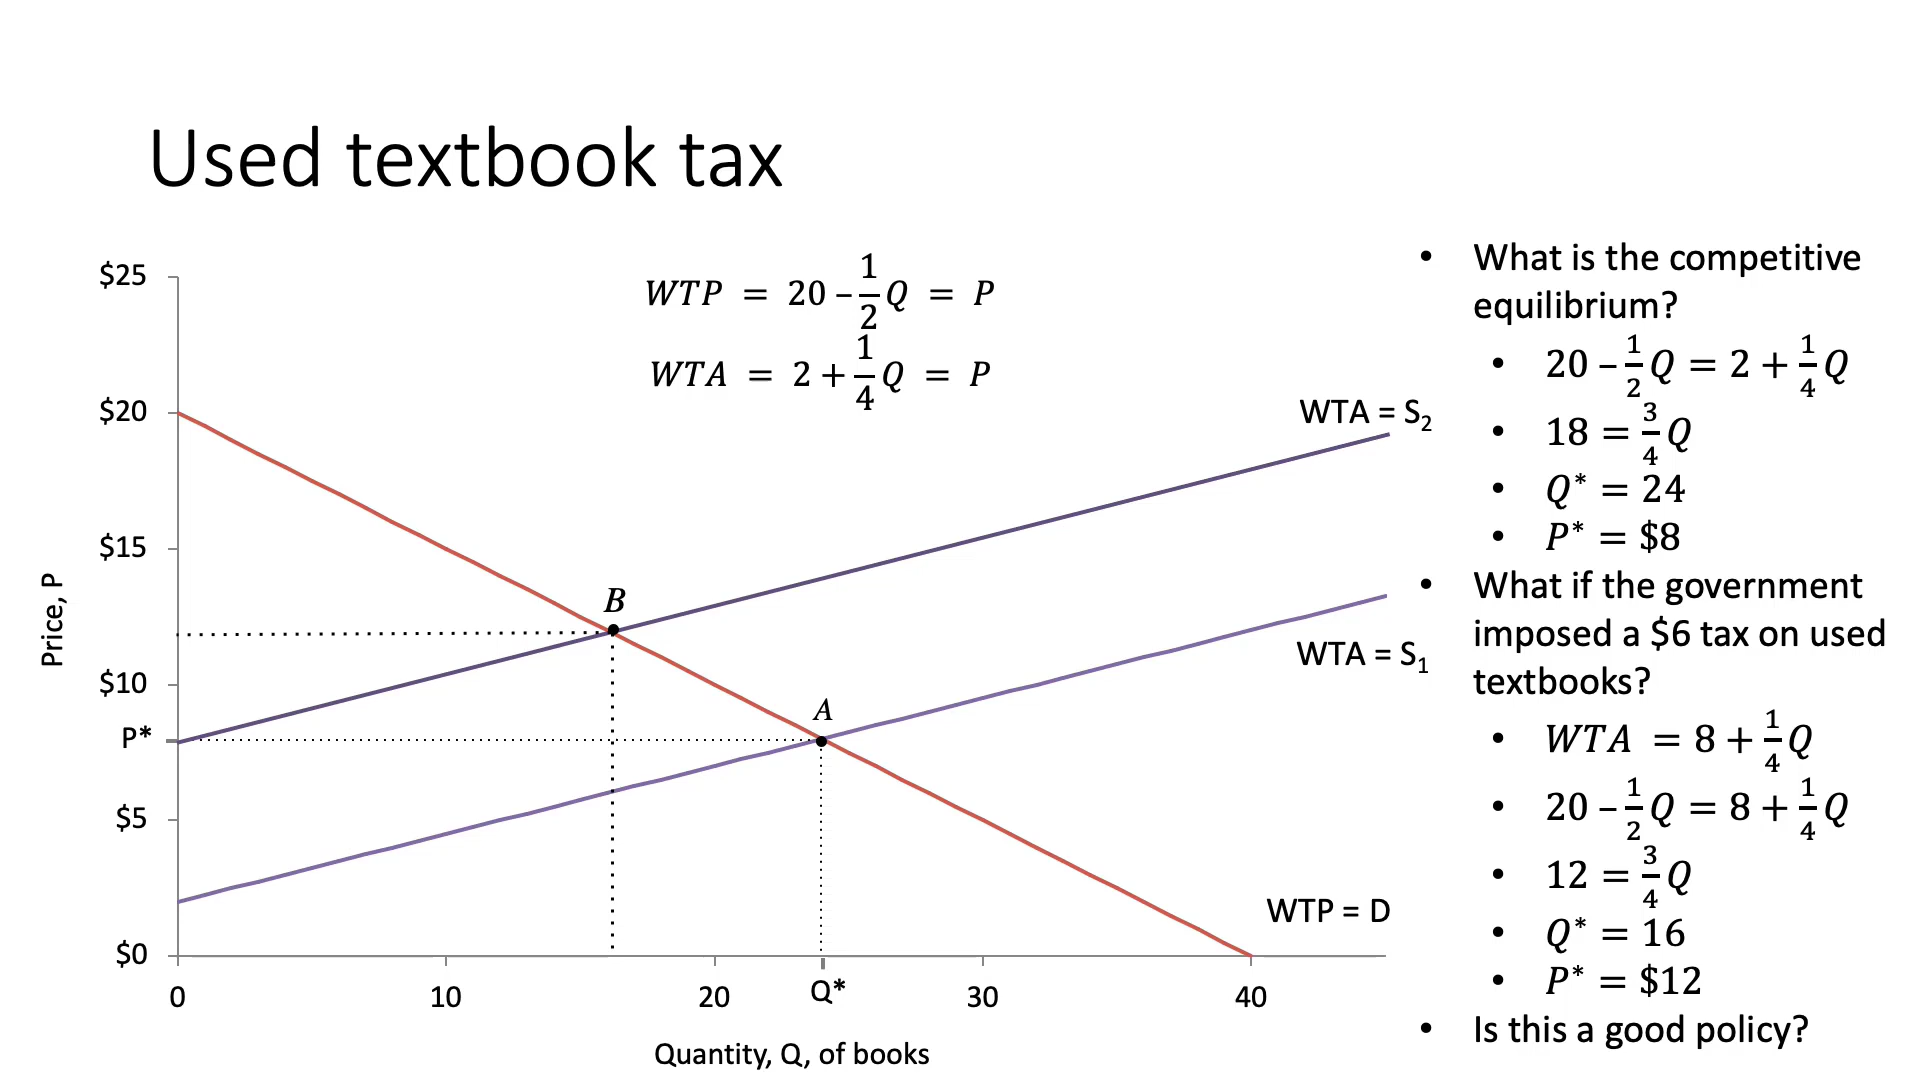 Used textbook tax
WTP = 20 – 1/2 Q = P
WTA = 2 + 1/4 Q = P
$25
$20
$15
$10
P*
$5
$0
Price, P
0
10
20
Q*
30
40
Quantity, Q, of books
B
A
WTA = S₂
WTA = S₁
WTP = D
• What is the competitive
equilibrium?
• 20 – 1/2 Q = 2 + 1/4 Q
• 18 = 3/4 Q
• Q* = 24
• P* = $8
• What if the government
imposed a $6 tax on used
textbooks?
• WTA = 8 + 1/4 Q
• 20 – 1/2 Q = 8 + 1/4 Q
• 12 = 3/4 Q
• Q* = 16
• P* = $12
• Is this a good policy?